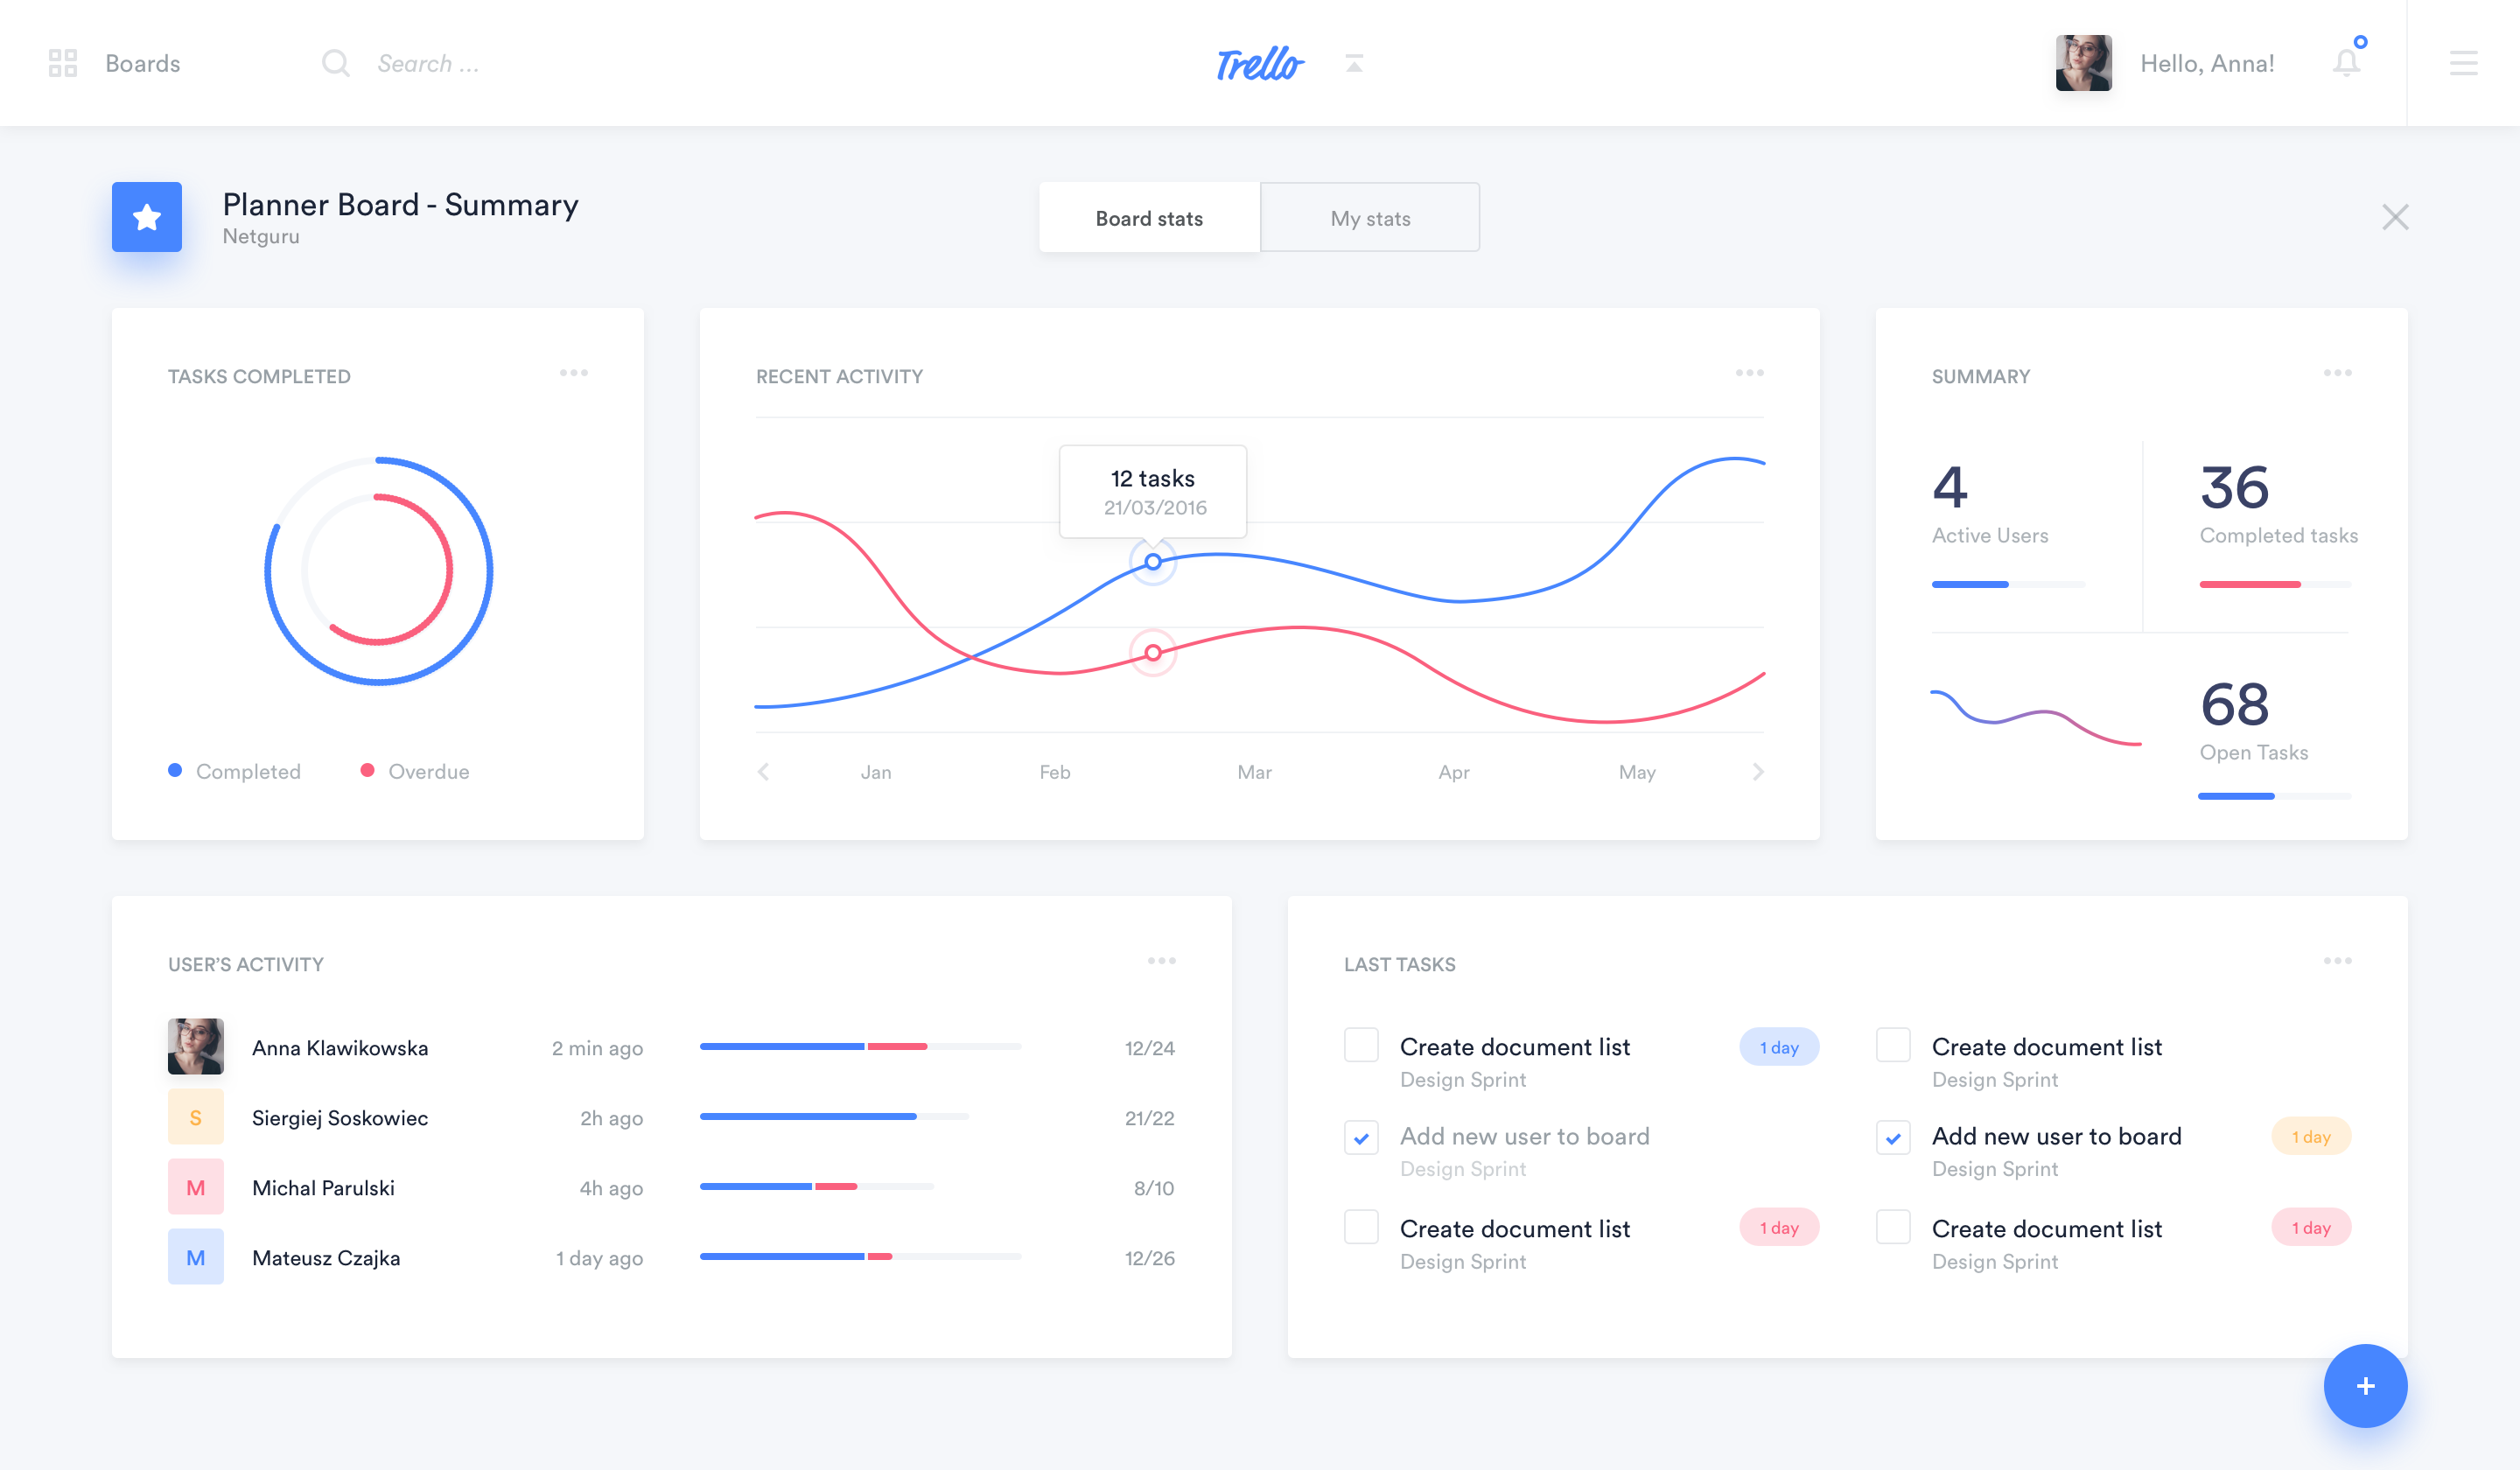 Boards
Search ...
Trello
Hello, Anna!
Planner Board - Summary
Netguru
Board stats
My stats
TASKS COMPLETED
Completed
Overdue
RECENT ACTIVITY
12 tasks
21/03/2016
Jan
Feb
Mar
Apr
May
SUMMARY
4
Active Users
36
Completed tasks
68
Open Tasks
USER’S ACTIVITY
Anna Klawikowska
2 min ago
12/24
S
Siergiej Soskowiec
2h ago
21/22
M
Michal Parulski
4h ago
8/10
M
Mateusz Czajka
1 day ago
12/26
LAST TASKS
Create document list
Design Sprint
1 day
Add new user to board
Design Sprint
Create document list
Design Sprint
1 day
Create document list
Design Sprint
Add new user to board
Design Sprint
1 day
Create document list
Design Sprint
1 day